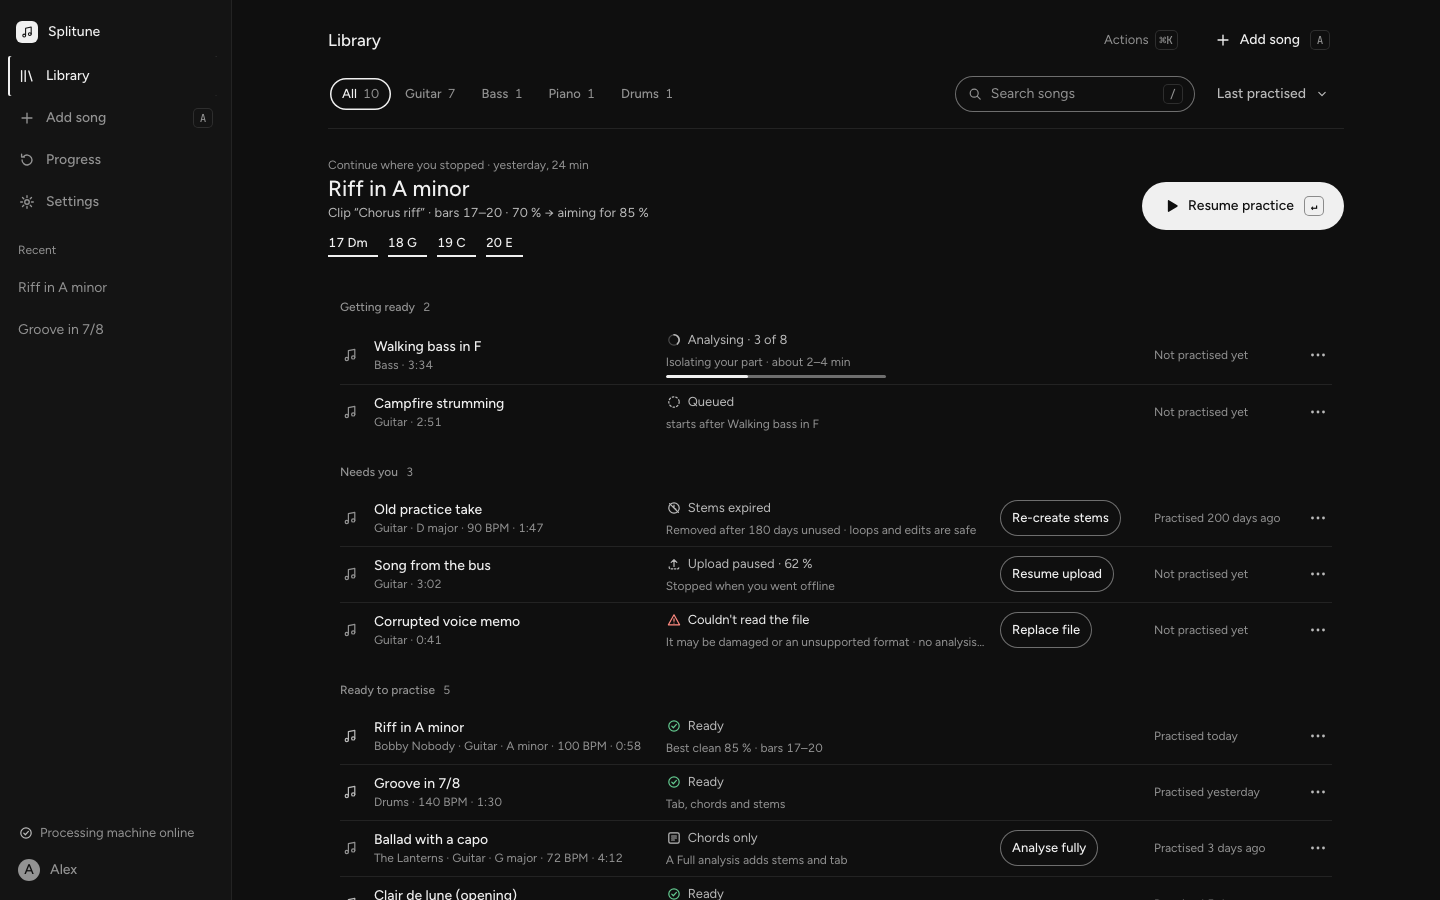 Splitune
Library
Add song A
Progress
Settings
Recent
Riff in A minor
Groove in 7/8
Processing machine online
A Alex
Library
Actions ⌘K
Add song A
All 10
Guitar 7
Bass 1
Piano 1
Drums 1
Search songs /
Last practised
Continue where you stopped · yesterday, 24 min
Riff in A minor
Clip “Chorus riff” · bars 17–20 · 70 % → aiming for 85 %
17 Dm 18 G 19 C 20 E
Resume practice ↵
Getting ready 2
Walking bass in F
Bass · 3:34
Analysing · 3 of 8
Isolating your part · about 2–4 min
Not practised yet
Campfire strumming
Guitar · 2:51
Queued
starts after Walking bass in F
Not practised yet
Needs you 3
Old practice take
Guitar · D major · 90 BPM · 1:47
Stems expired
Removed after 180 days unused · loops and edits are safe
Re-create stems
Practised 200 days ago
Song from the bus
Guitar · 3:02
Upload paused · 62 %
Stopped when you went offline
Resume upload
Not practised yet
Corrupted voice memo
Guitar · 0:41
Couldn't read the file
It may be damaged or an unsupported format · no analysis…
Replace file
Not practised yet
Ready to practise 5
Riff in A minor
Bobby Nobody · Guitar · A minor · 100 BPM · 0:58
Ready
Best clean 85 % · bars 17–20
Practised today
Groove in 7/8
Drums · 140 BPM · 1:30
Ready
Tab, chords and stems
Practised yesterday
Ballad with a capo
The Lanterns · Guitar · G major · 72 BPM · 4:12
Chords only
A Full analysis adds stems and tab
Analyse fully
Practised 3 days ago
Clair de lune (opening)
Ready